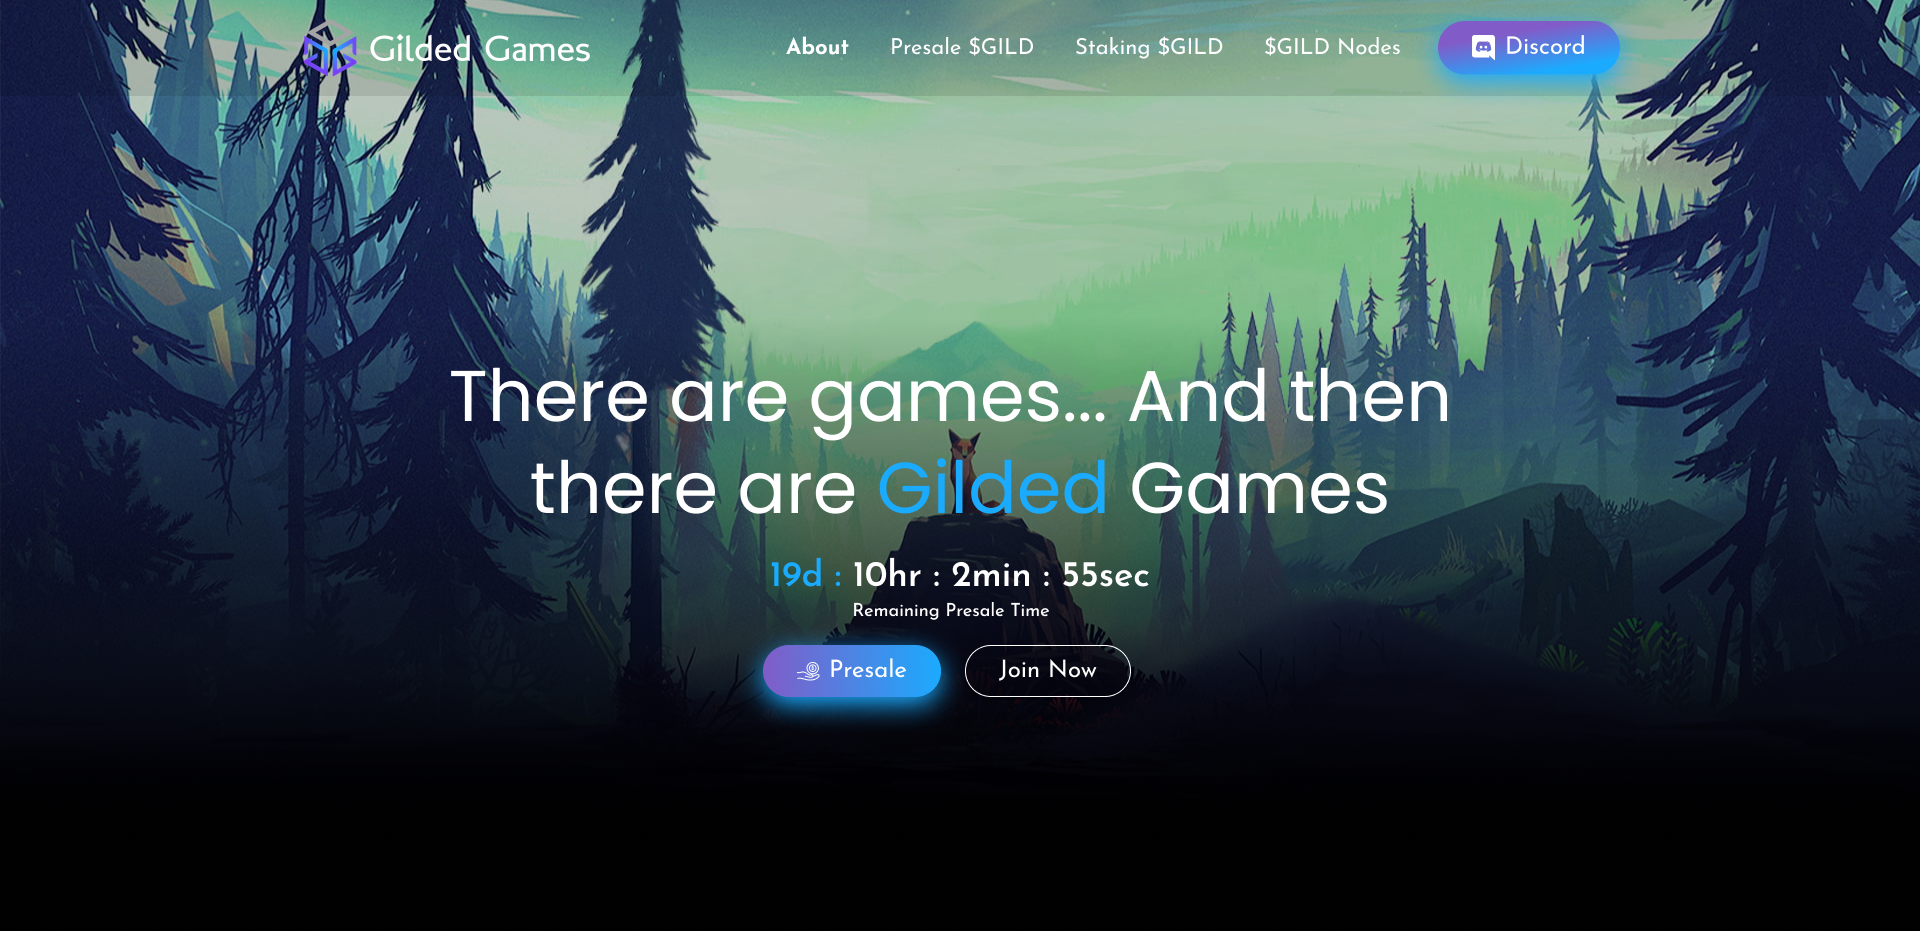 Gilded Games
About
Presale $GILD
Staking $GILD
$GILD Nodes
Discord
There are games... And then
there are Gilded Games
19d : 10hr : 2min : 55sec
Remaining Presale Time
Presale
Join Now